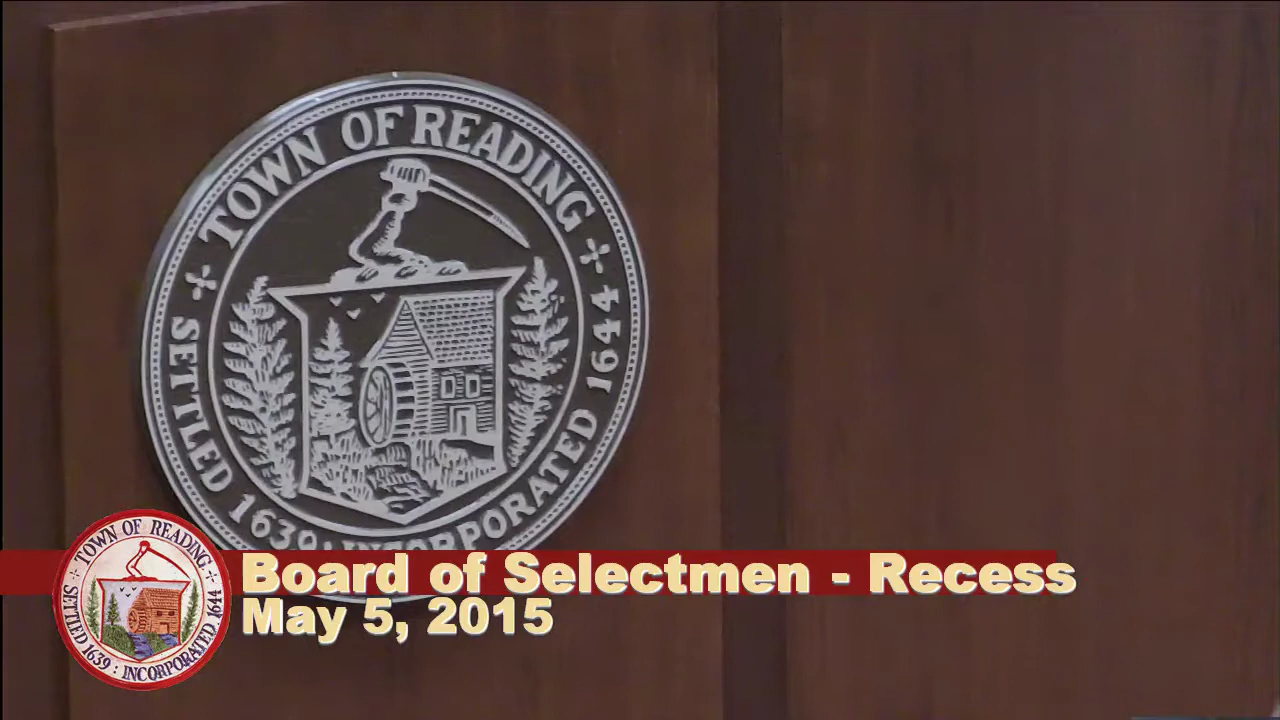 TOWN OF READING
SETTLED 1639 : INCORPORATED 1644
TOWN OF READING
SETTLED 1639 : INCORPORATED 1644
Board of Selectmen - Recess
May 5, 2015